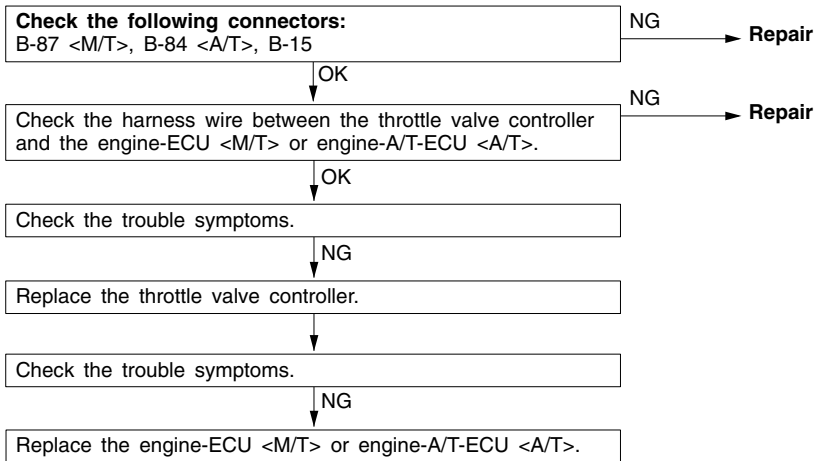 Check the following connectors:
B-87 <M/T>, B-84 <A/T>, B-15
NG
Repair
OK
Check the harness wire between the throttle valve controller
and the engine-ECU <M/T> or engine-A/T-ECU <A/T>.
NG
Repair
OK
Check the trouble symptoms.
NG
Replace the throttle valve controller.
Check the trouble symptoms.
NG
Replace the engine-ECU <M/T> or engine-A/T-ECU <A/T>.